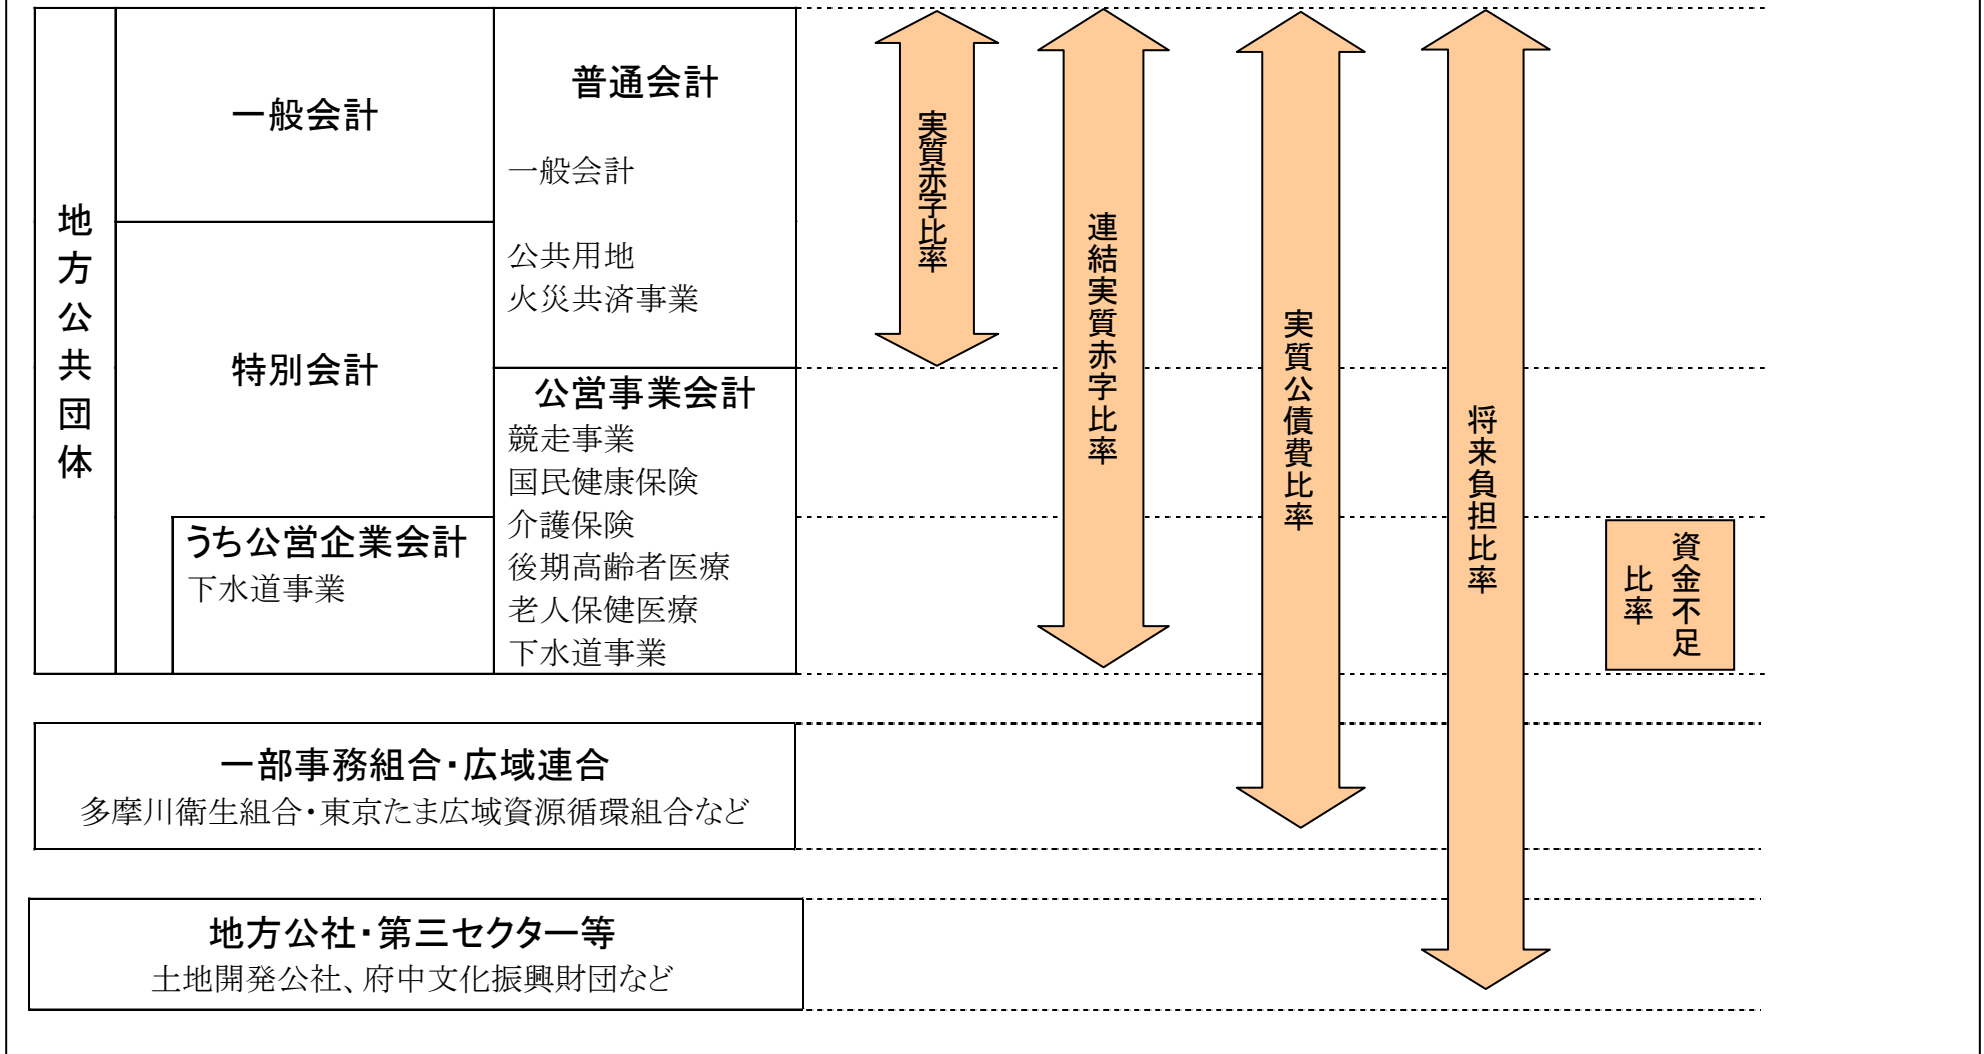 地方公共団体
一般会計
特別会計
うち公営企業会計
下水道事業
普通会計
一般会計
公共用地
火災共済事業
公営事業会計
競走事業
国民健康保険
介護保険
後期高齢者医療
老人保健医療
下水道事業
実質赤字比率
連結実質赤字比率
実質公債費比率
将来負担比率
資金不足
比率
一部事務組合・広域連合
多摩川衛生組合・東京たま広域資源循環組合など
地方公社・第三セクター等
土地開発公社、府中文化振興財団など